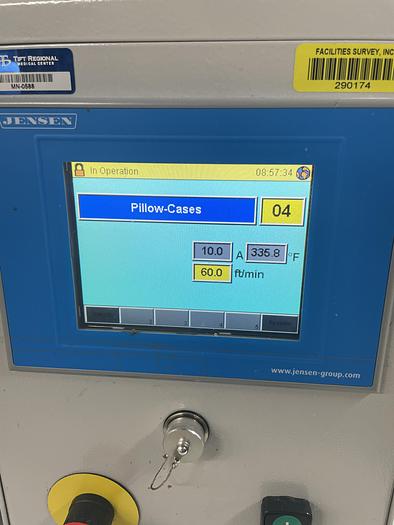 TIFT REGIONAL
MEDICAL CENTER
MN-0588
FACILITIES SURVEY, INC
290174
JENSEN
In Operation
08:57:34
Pillow-Cases
04
10.0 A 335.8 °F
60.0 ft/min
www.jensen-group.com